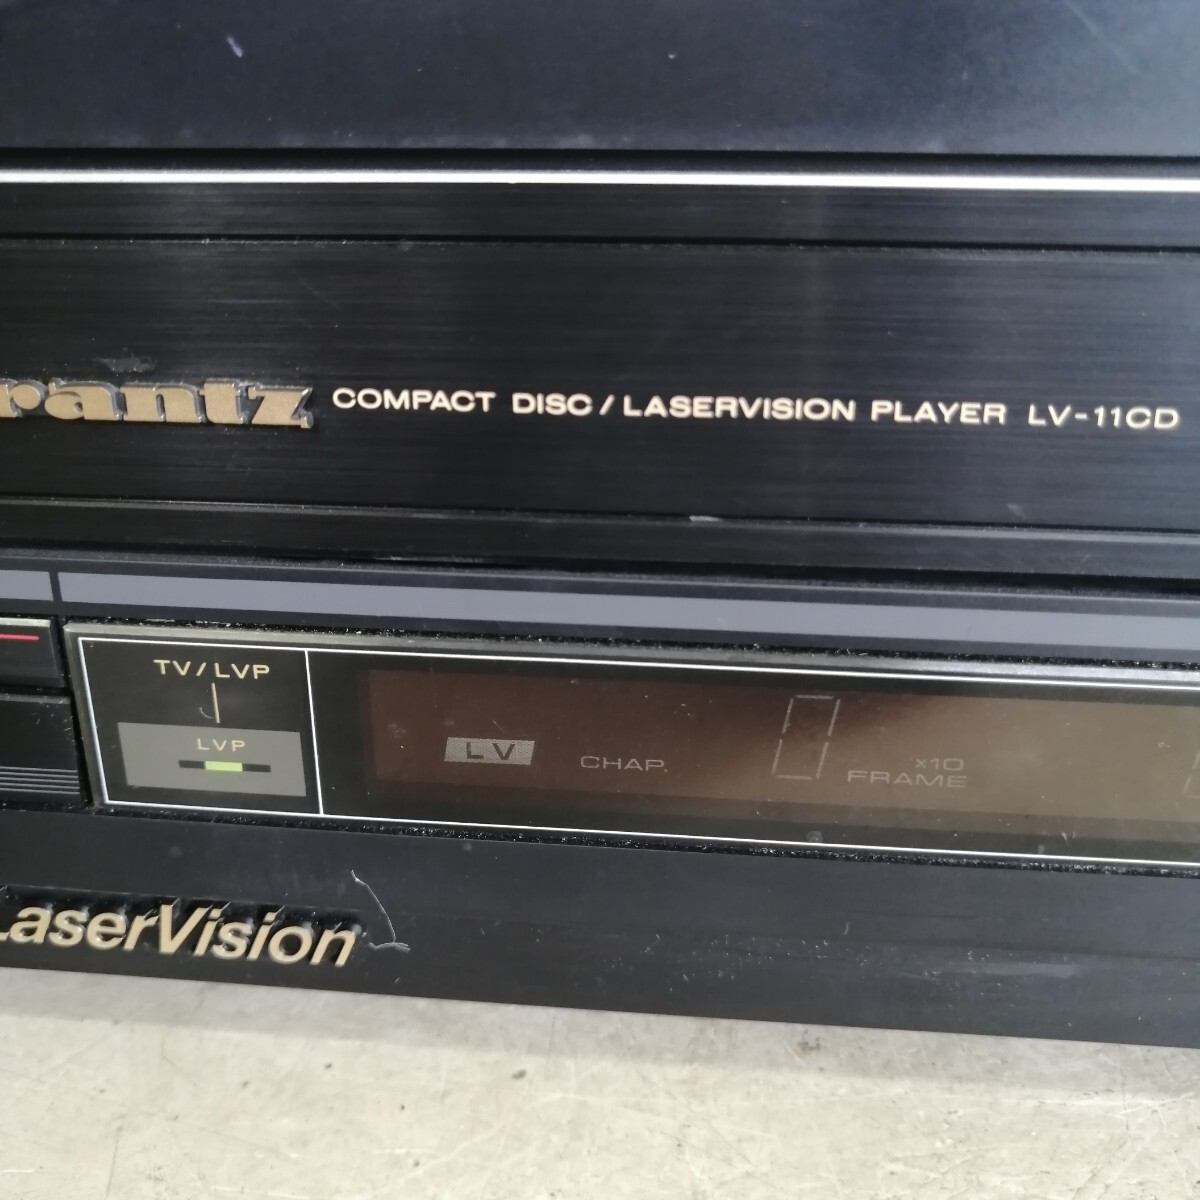 rantz COMPACT DISC / LASERVISION PLAYER LV-11CD
TV/LVP
LVP
LV CHAP. x10
FRAME
LaserVision